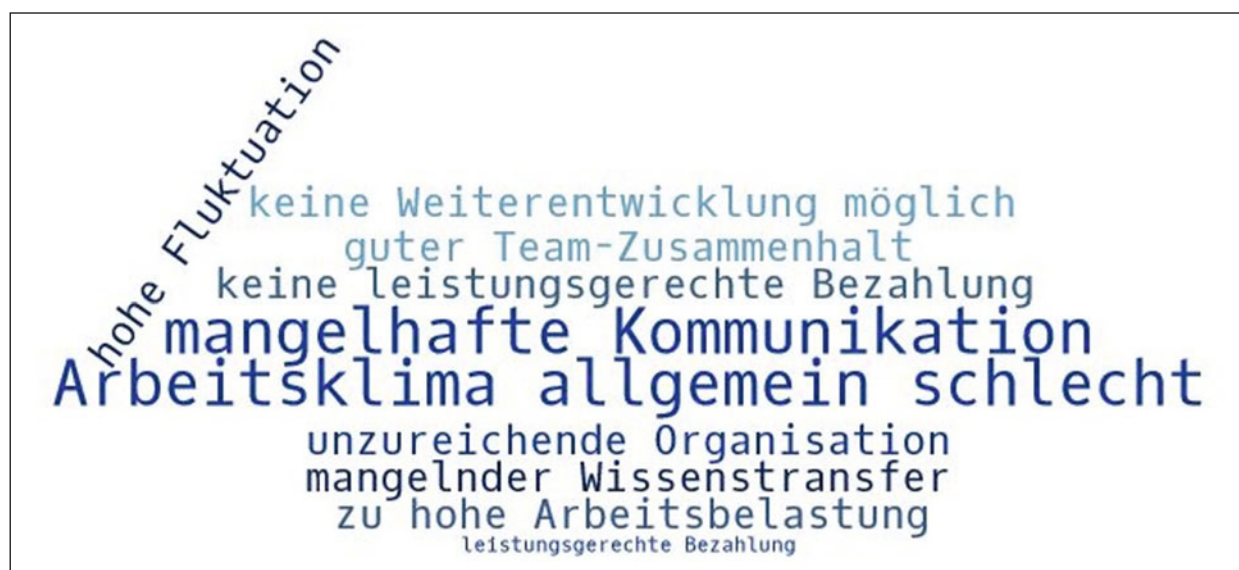 hohe Fluktuation
keine Weiterentwicklung möglich
guter Team-Zusammenhalt
keine leistungsgerechte Bezahlung
mangelhafte Kommunikation
Arbeitsklima allgemein schlecht
unzureichende Organisation
mangelnder Wissenstransfer
zu hohe Arbeitsbelastung
leistungsgerechte Bezahlung